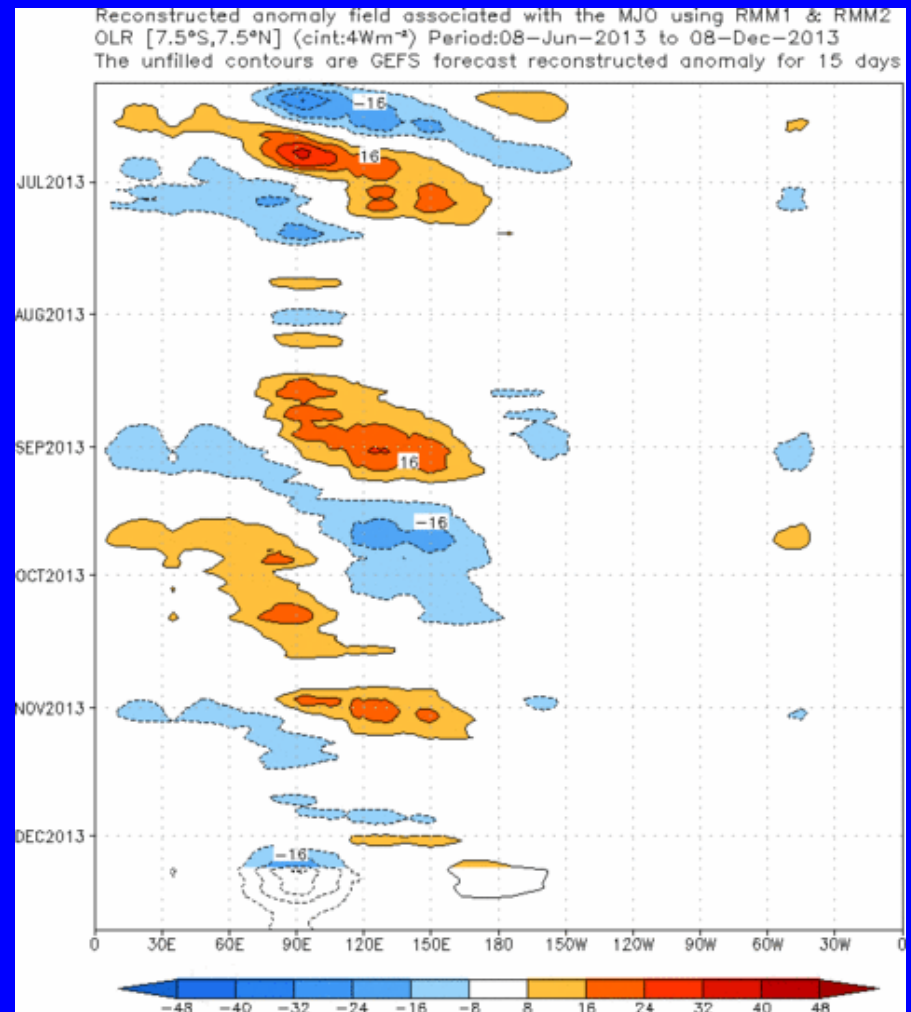 Reconstructed anomaly field associated with the MJO using RMM1 & RMM2
OLR [7.5°S,7.5°N] (cint:4Wm⁻²) Period:08-Jun-2013 to 08-Dec-2013
The unfilled contours are GEFS forecast reconstructed anomaly for 15 days
-16
16
JUL2013
AUG2013
SEP2013
16
-16
OCT2013
NOV2013
DEC2013
-16
0 30E 60E 90E 120E 150E 180 150W 120W 90W 60W 30W 0
-48 -40 -32 -24 -16 -8 8 16 24 32 40 48